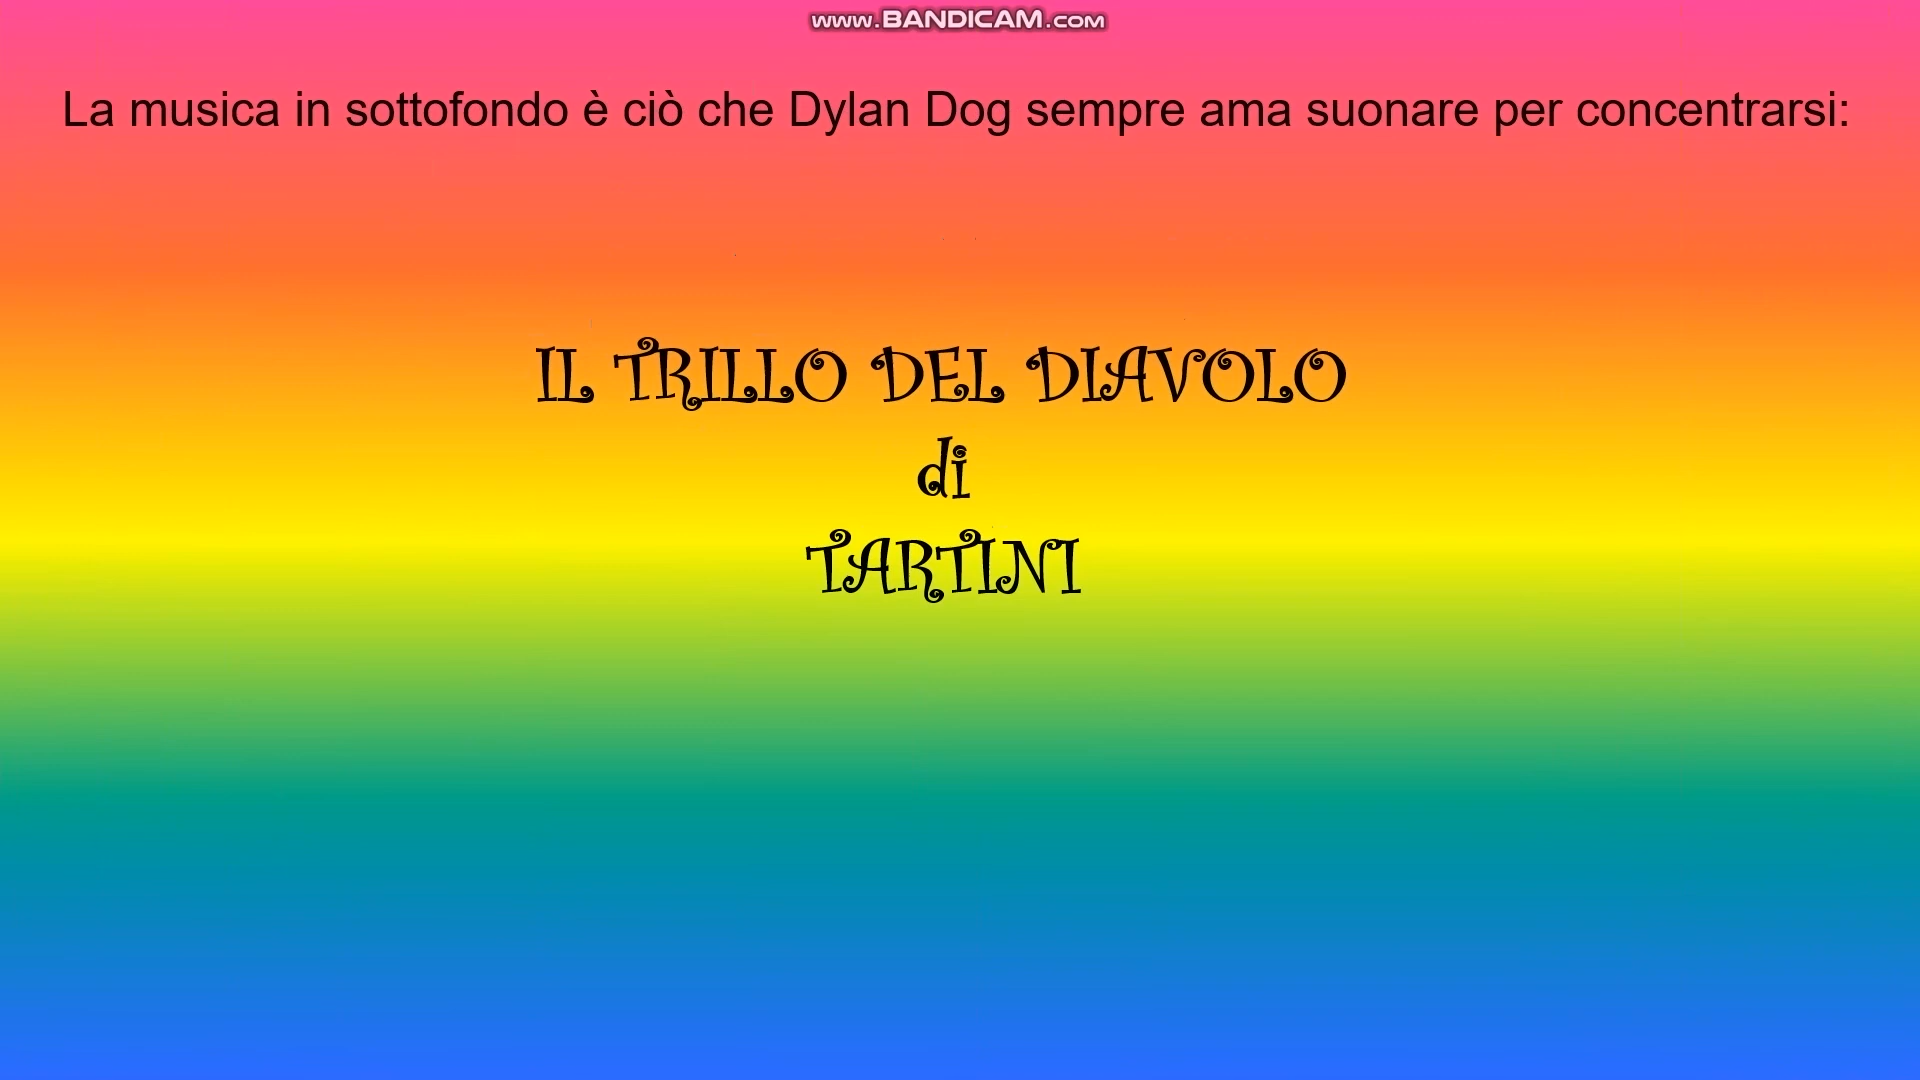 www.BANDICAM.com
La musica in sottofondo è ciò che Dylan Dog sempre ama suonare per concentrarsi:
IL TRILLO DEL DIAVOLO
di
TARTINI